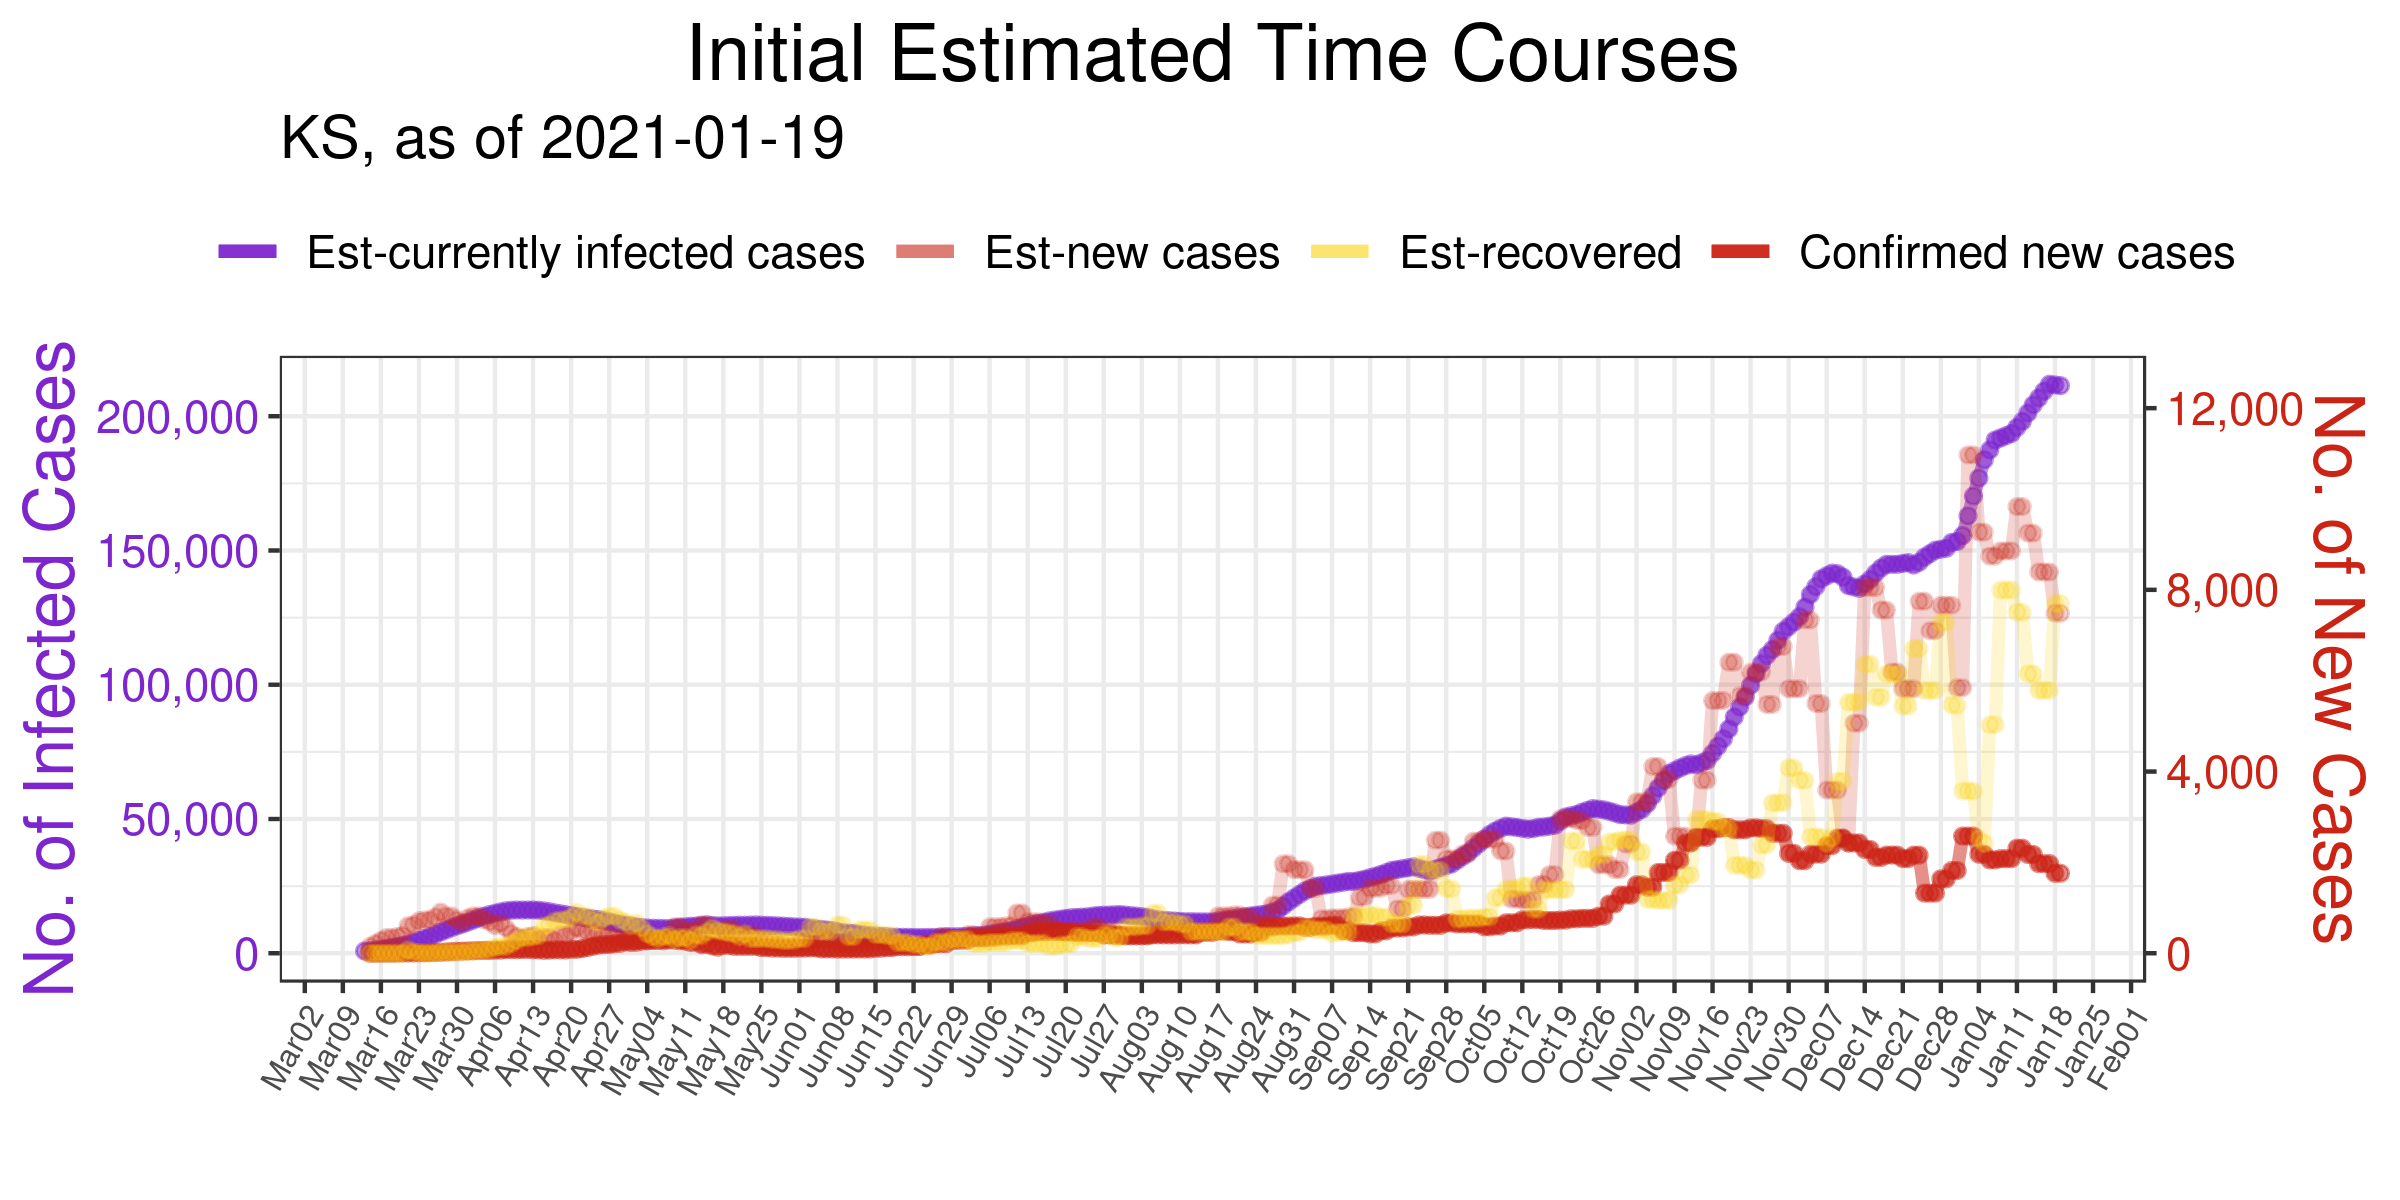 Initial Estimated Time Courses
KS, as of 2021-01-19
Est-currently infected cases Est-new cases Est-recovered Confirmed new cases
No. of Infected Cases
200,000
150,000
100,000
50,000
0
12,000
8,000
4,000
0
No. of New Cases
Mar02 Mar09 Mar16 Mar23 Mar30 Apr06 Apr13 Apr20 Apr27 May04 May11 May18 May25 Jun01 Jun08 Jun15 Jun22 Jun29 Jul06 Jul13 Jul20 Jul27 Aug03 Aug10 Aug17 Aug24 Aug31 Sep07 Sep14 Sep21 Sep28 Oct05 Oct12 Oct19 Oct26 Nov02 Nov09 Nov16 Nov23 Nov30 Dec07 Dec14 Dec21 Dec28 Jan04 Jan11 Jan18 Jan25 Feb01